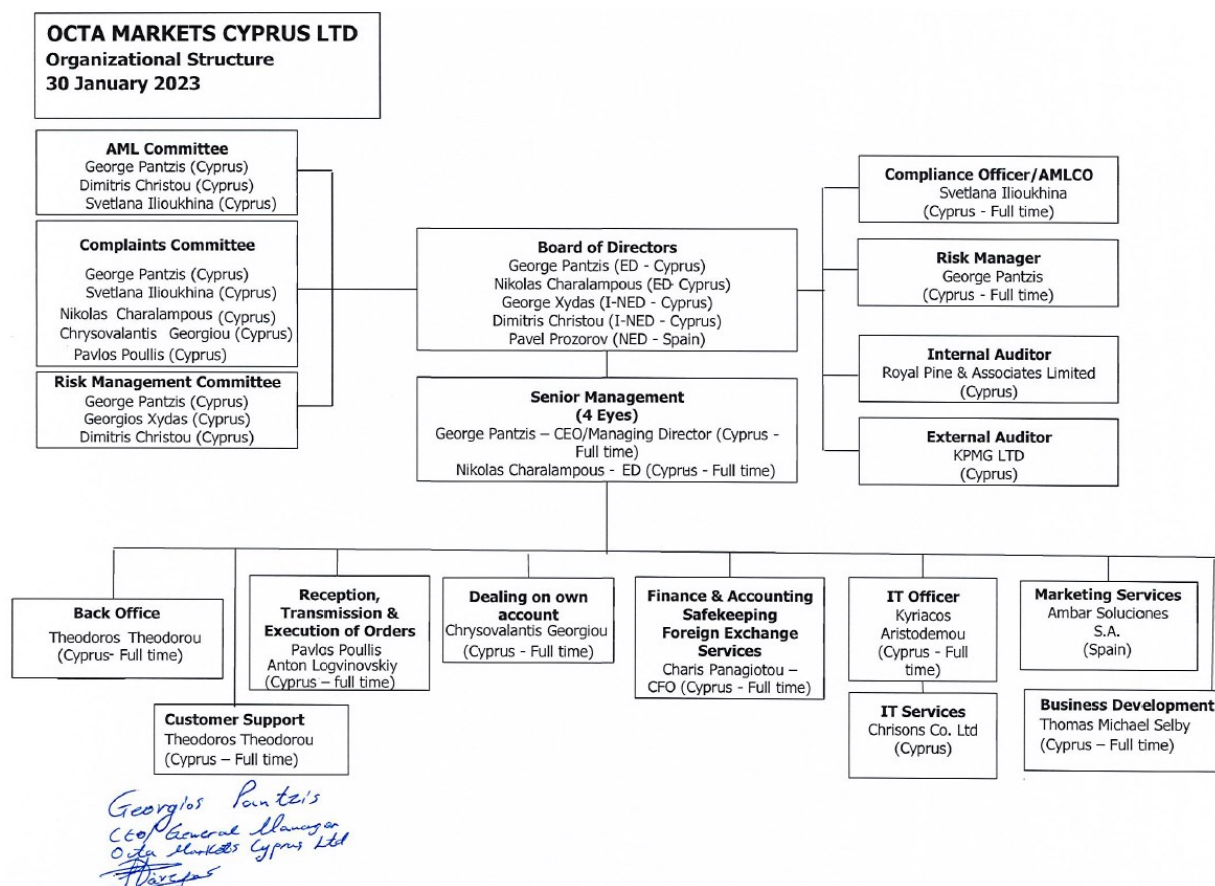 OCTA MARKETS CYPRUS LTD
Organizational Structure
30 January 2023
AML Committee
George Pantzis (Cyprus)
Dimitris Christou (Cyprus)
Svetlana Ilioukhina (Cyprus)
Complaints Committee
George Pantzis (Cyprus)
Svetlana Ilioukhina (Cyprus)
Nikolas Charalampous (Cyprus)
Chrysovalantis Georgiou (Cyprus)
Pavlos Poullis (Cyprus)
Risk Management Committee
George Pantzis (Cyprus)
Georgios Xydas (Cyprus)
Dimitris Christou (Cyprus)
Board of Directors
George Pantzis (ED - Cyprus)
Nikolas Charalampous (ED- Cyprus)
George Xydas (I-NED - Cyprus)
Dimitris Christou (I-NED - Cyprus)
Pavel Prozorov (NED - Spain)
Senior Management
(4 Eyes)
George Pantzis – CEO/Managing Director (Cyprus -
Full time)
Nikolas Charalampous - ED (Cyprus - Full time)
Compliance Officer/AMLCO
Svetlana Ilioukhina
(Cyprus - Full time)
Risk Manager
George Pantzis
(Cyprus - Full time)
Internal Auditor
Royal Pine & Associates Limited
(Cyprus)
External Auditor
KPMG LTD
(Cyprus)
Back Office
Theodoros Theodorou
(Cyprus- Full time)
Customer Support
Theodoros Theodorou
(Cyprus – Full time)
Reception,
Transmission &
Execution of Orders
Pavlos Poullis
Anton Logvinovskiy
(Cyprus – full time)
Dealing on own
account
Chrysovalantis Georgiou
(Cyprus - Full time)
Finance & Accounting
Safekeeping
Foreign Exchange
Services
Charis Panagiotou –
CFO (Cyprus - Full time)
IT Officer
Kyriacos
Aristodemou
(Cyprus - Full
time)
IT Services
Chrisons Co. Ltd
(Cyprus)
Marketing Services
Ambar Soluciones
S.A.
(Spain)
Business Development
Thomas Michael Selby
(Cyprus – Full time)
Georgios Pantzis
CEO/ General Manager
Octa Markets Cyprus Ltd